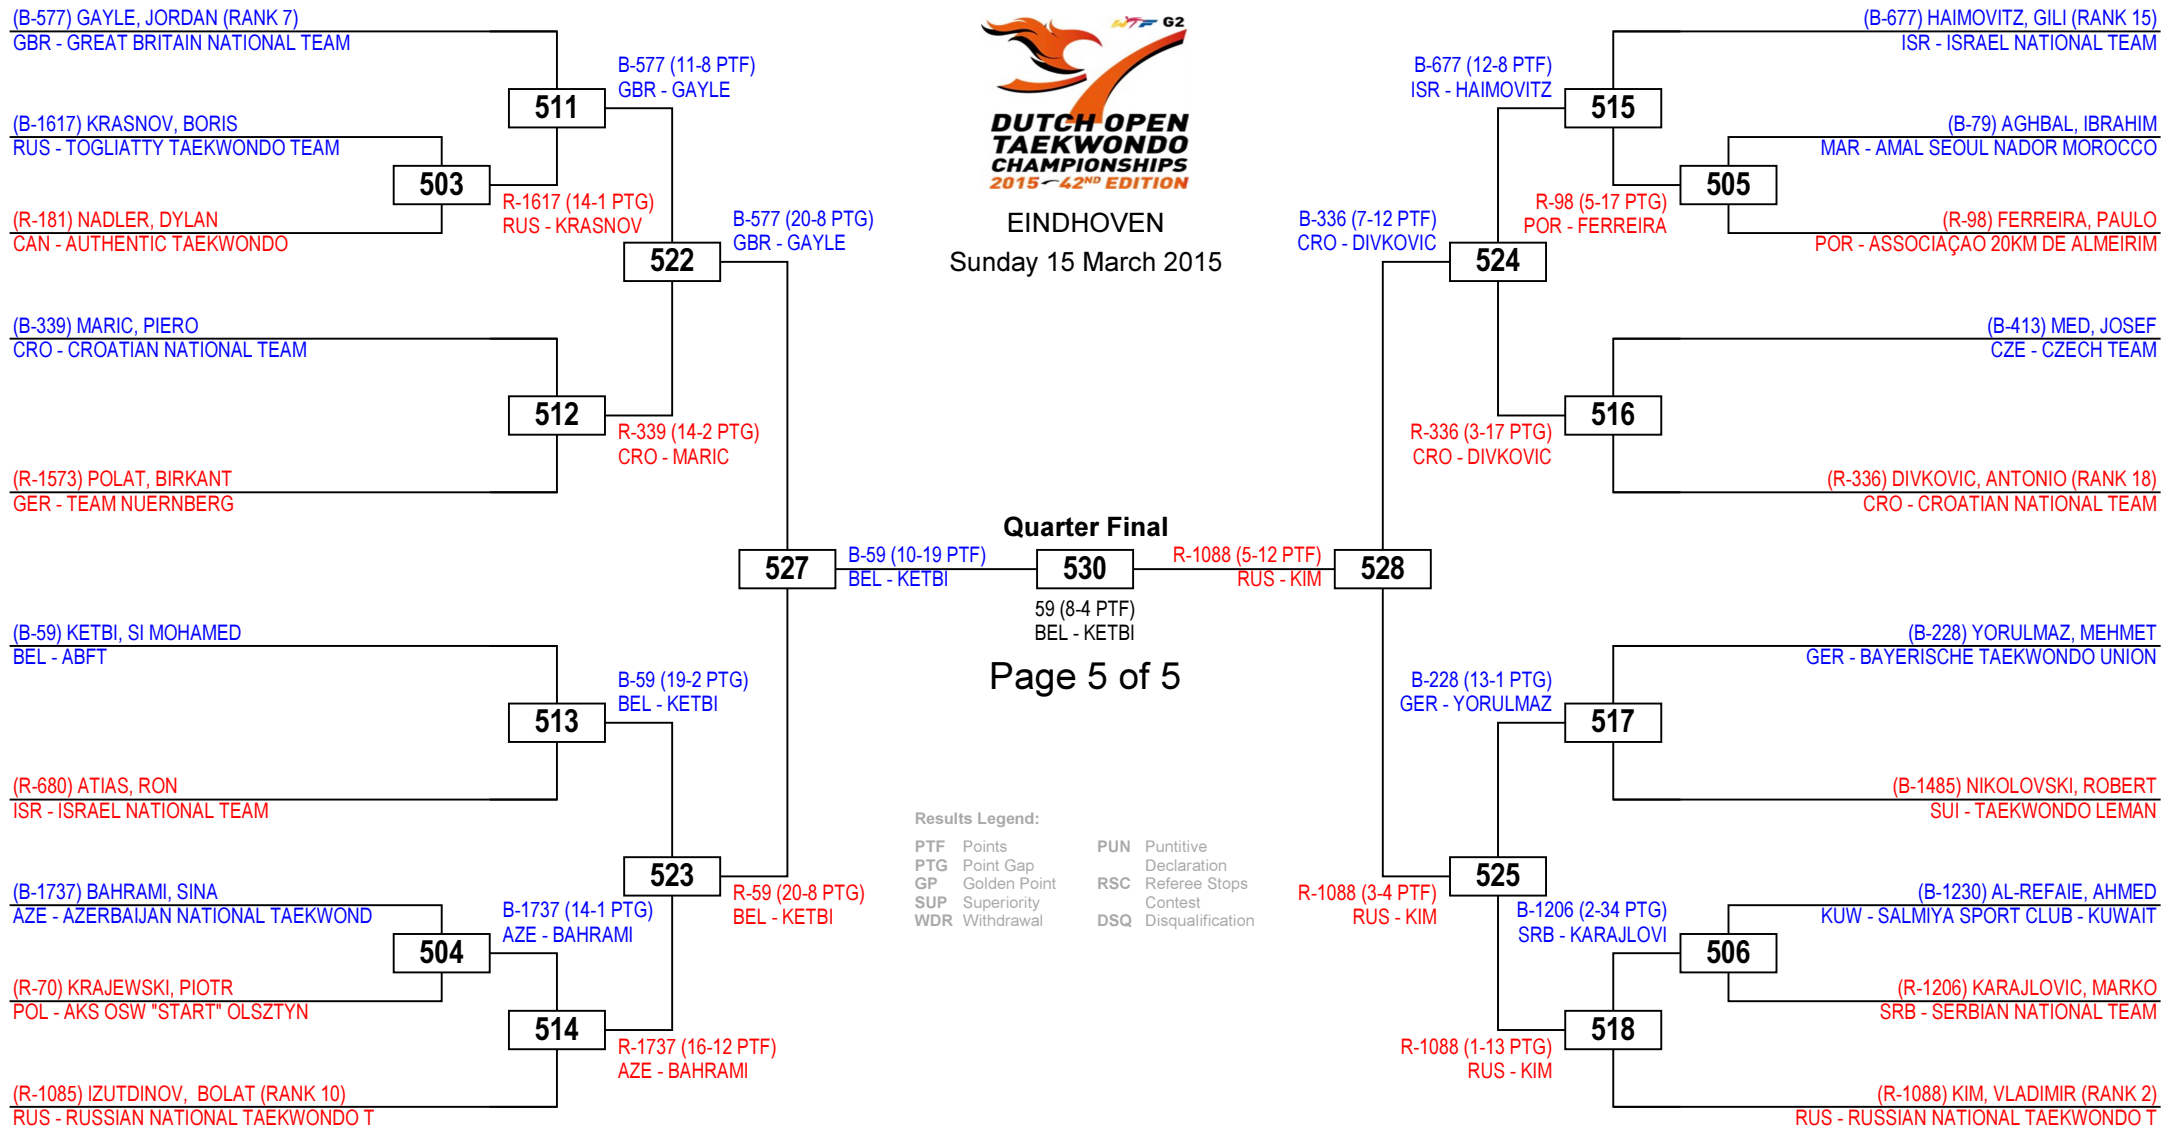 (B-577) GAYLE, JORDAN (RANK 7)
GBR - GREAT BRITAIN NATIONAL TEAM
(B-1617) KRASNOV, BORIS
RUS - TOGLIATTY TAEKWONDO TEAM
(R-181) NADLER, DYLAN
CAN - AUTHENTIC TAEKWONDO
(B-339) MARIC, PIERO
CRO - CROATIAN NATIONAL TEAM
(R-1573) POLAT, BIRKANT
GER - TEAM NUERNBERG
(B-59) KETBI, SI MOHAMED
BEL - ABFT
(R-680) ATIAS, RON
ISR - ISRAEL NATIONAL TEAM
(B-1737) BAHRAMI, SINA
AZE - AZERBAIJAN NATIONAL TAEKWOND
(R-70) KRAJEWSKI, PIOTR
POL - AKS OSW "START" OLSZTYN
(R-1085) IZUTDINOV, BOLAT (RANK 10)
RUS - RUSSIAN NATIONAL TAEKWONDO T
503
R-1617 (14-1 PTG)
RUS - KRASNOV
504
B-1737 (14-1 PTG)
AZE - BAHRAMI
511
B-577 (11-8 PTF)
GBR - GAYLE
512
R-339 (14-2 PTG)
CRO - MARIC
513
B-59 (19-2 PTG)
BEL - KETBI
514
R-1737 (16-12 PTF)
AZE - BAHRAMI
522
B-577 (20-8 PTG)
GBR - GAYLE
523
R-59 (20-8 PTG)
BEL - KETBI
527
B-59 (10-19 PTF)
BEL - KETBI
WTF G2
DUTCH OPEN
TAEKWONDO
CHAMPIONSHIPS
2015 42ND EDITION
EINDHOVEN
Sunday 15 March 2015
Quarter Final
530
59 (8-4 PTF)
BEL - KETBI
Page 5 of 5
Results Legend:
PTF Points
PTG Point Gap
GP Golden Point
SUP Superiority
WDR Withdrawal
PUN Puntitive
Declaration
RSC Referee Stops
Contest
DSQ Disqualification
R-1088 (5-12 PTF)
RUS - KIM
528
B-336 (7-12 PTF)
CRO - DIVKOVIC
524
R-1088 (3-4 PTF)
RUS - KIM
525
B-677 (12-8 PTF)
ISR - HAIMOVITZ
515
R-336 (3-17 PTG)
CRO - DIVKOVIC
516
B-228 (13-1 PTG)
GER - YORULMAZ
517
R-1088 (1-13 PTG)
RUS - KIM
518
R-98 (5-17 PTG)
POR - FERREIRA
505
B-1206 (2-34 PTG)
SRB - KARAJLOVI
506
(B-677) HAIMOVITZ, GILI (RANK 15)
ISR - ISRAEL NATIONAL TEAM
(B-79) AGHBAL, IBRAHIM
MAR - AMAL SEOUL NADOR MOROCCO
(R-98) FERREIRA, PAULO
POR - ASSOCIAÇAO 20KM DE ALMEIRIM
(B-413) MED, JOSEF
CZE - CZECH TEAM
(R-336) DIVKOVIC, ANTONIO (RANK 18)
CRO - CROATIAN NATIONAL TEAM
(B-228) YORULMAZ, MEHMET
GER - BAYERISCHE TAEKWONDO UNION
(B-1485) NIKOLOVSKI, ROBERT
SUI - TAEKWONDO LEMAN
(B-1230) AL-REFAIE, AHMED
KUW - SALMIYA SPORT CLUB - KUWAIT
(R-1206) KARAJLOVIC, MARKO
SRB - SERBIAN NATIONAL TEAM
(R-1088) KIM, VLADIMIR (RANK 2)
RUS - RUSSIAN NATIONAL TAEKWONDO T